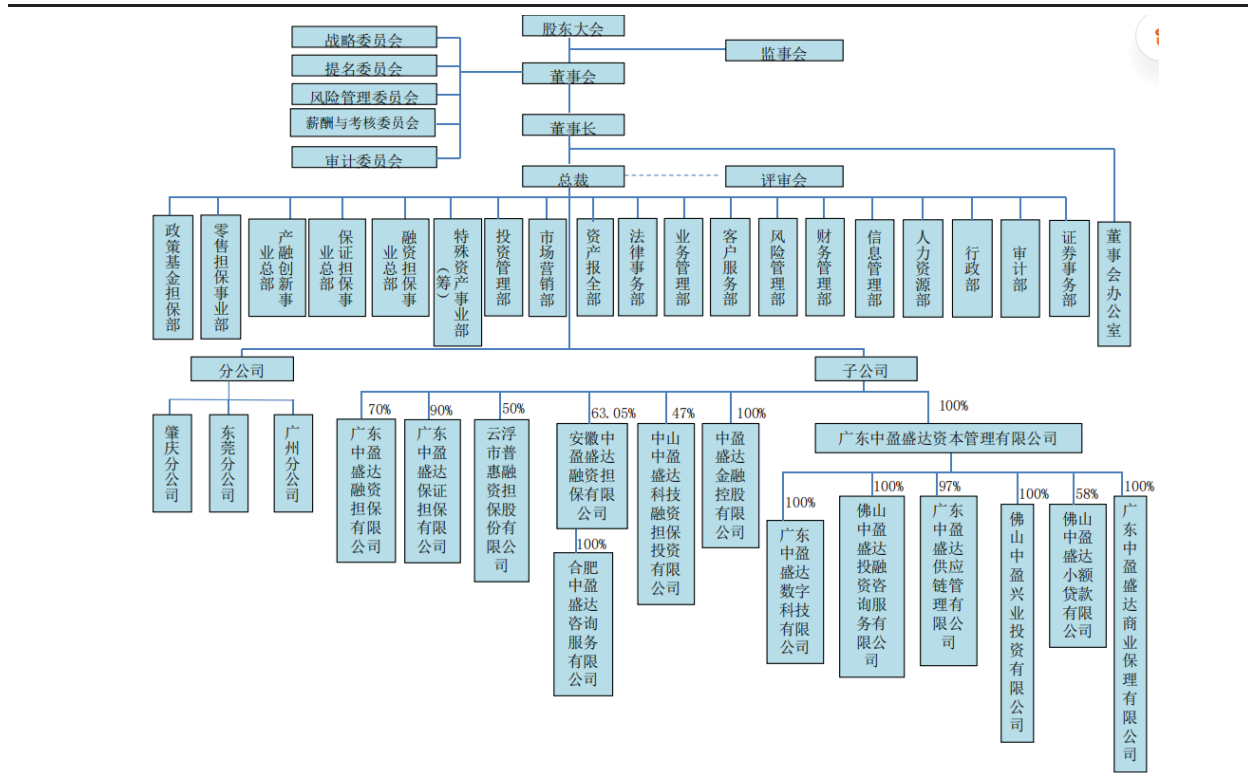 股东大会
战略委员会
监事会
提名委员会
董事会
风险管理委员会
薪酬与考核委员会
董事长
审计委员会
总裁
评审会
政策基金担保部
零售担保事业部
产融创新事
业总部
保证担保事
业总部
融资担保事
业总部
特殊资产事业部
（筹）
投资管理部
市场营销部
资产报全部
法律事务部
业务管理部
客户服务部
风险管理部
财务管理部
信息管理部
人力资源部
行政部
审计部
证券事务部
董事会办公室
分公司
子公司
肇庆分公司
东莞分公司
广州分公司
70%
90%
50%
63.05%
47%
100%
100%
广东
中盈
盛达
融资
担保
有限
公司
广东
中盈
盛达
保证
担保
有限
公司
云浮
市普
惠融
资担
保股
份有
限公
司
安徽中
盈盛达
融资担
保有限
公司
100%
合肥
中盈
盛达
咨询
服务
有限
公司
中山
中盈
盛达
科技
融资
担保
投资
有限
公司
中盈
盛达
金融
控股
有限
公司
广东中盈盛达资本管理有限公司
100%
100%
97%
100%
58%
100%
广东
中盈
盛达
数字
科技
有限
公司
佛山
中盈
盛达
投融
资咨
询服
务有
限公
司
广东
中盈
盛达
供应
链管
理有
限公
司
佛山中盈兴业投资有限公司
佛山
中盈
盛达
小额
贷款
有限
公司
广东中盈盛达商业保理有限公司